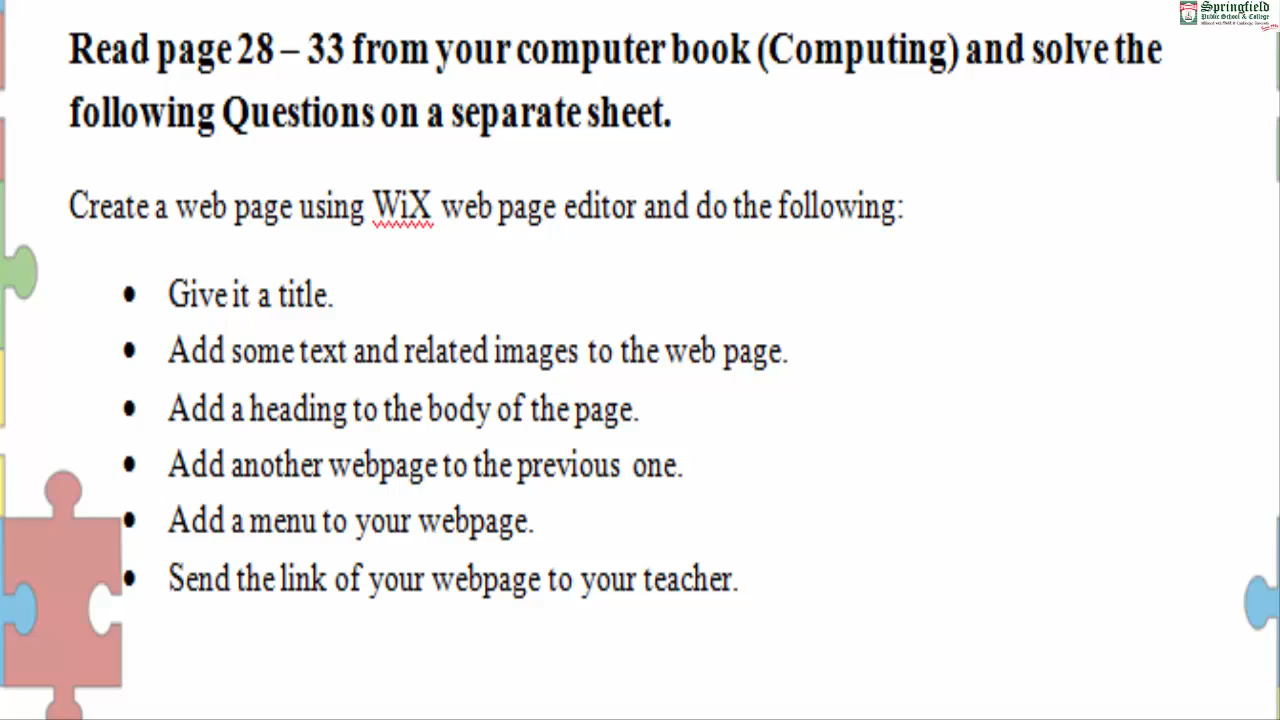 Springfield
Public School & College
Read page 28 – 33 from your computer book (Computing) and solve the
following Questions on a separate sheet.
Create a web page using WiX web page editor and do the following:
• Give it a title.
• Add some text and related images to the web page.
• Add a heading to the body of the page.
• Add another webpage to the previous one.
• Add a menu to your webpage.
• Send the link of your webpage to your teacher.